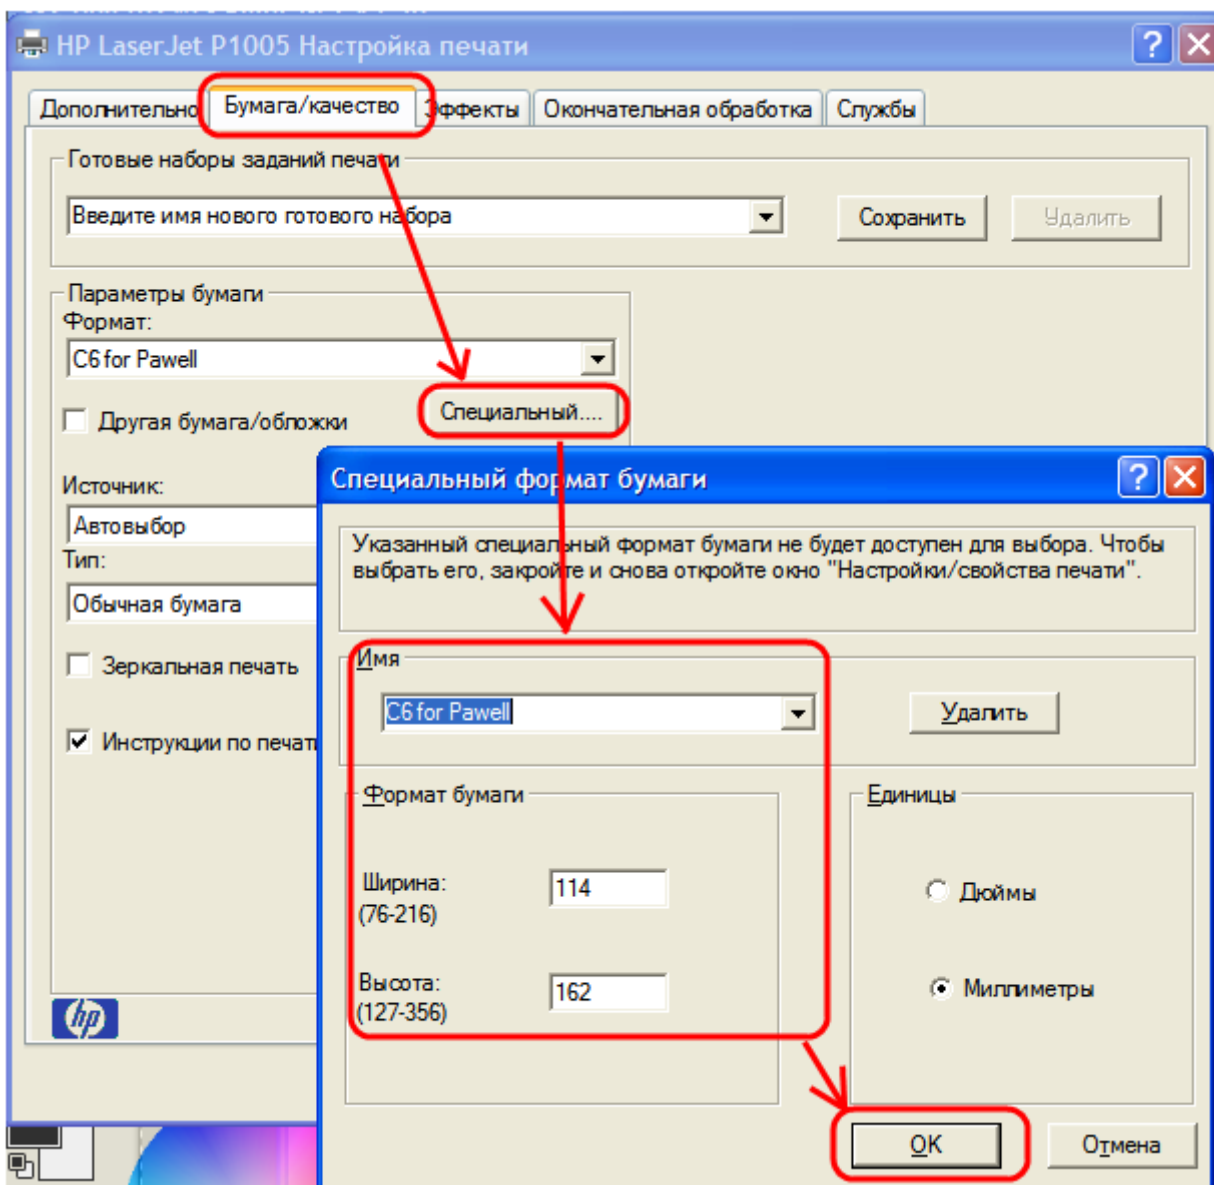 HP LaserJet P1005 Настройка печати
Дополнительно Бумага/качество Эффекты Окончательная обработка Службы
Готовые наборы заданий печати
Введите имя нового готового набора Сохранить Удалить
Параметры бумаги
Формат:
C6 for Pawell
Другая бумага/обложки Специальный....
Источник:
Автовыбор
Тип:
Обычная бумага
Зеркальная печать
Инструкции по печати
hp
Специальный формат бумаги
Указанный специальный формат бумаги не будет доступен для выбора. Чтобы
выбрать его, закройте и снова откройте окно "Настройки/свойства печати".
Имя
C6 for Pawell Удалить
Формат бумаги Единицы
Ширина: 114 Дюймы
(76-216)
Высота: 162 Миллиметры
(127-356)
OK Отмена